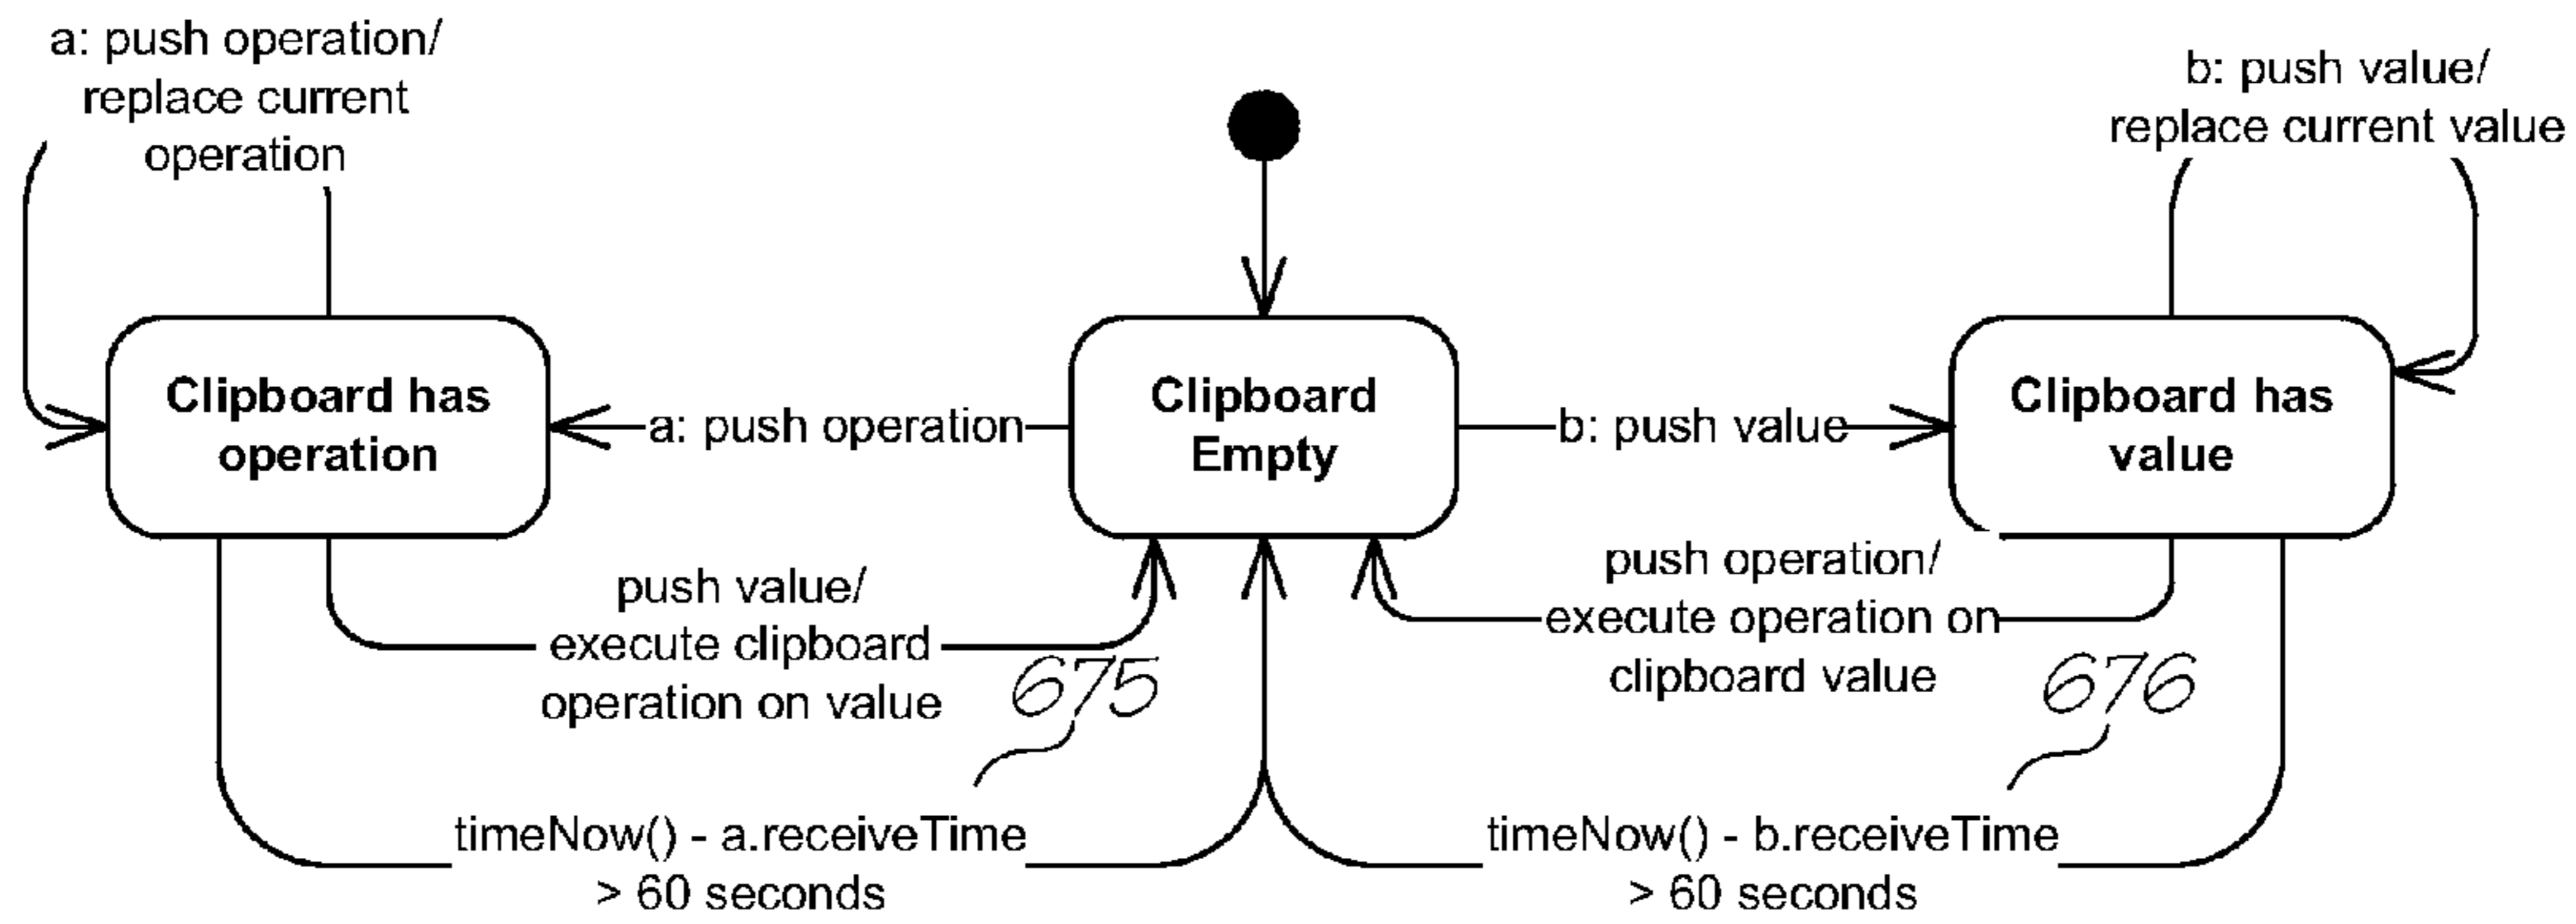 a: push operation/
replace current
operation
b: push value/
replace current value
Clipboard has
operation
a: push operation
Clipboard
Empty
b: push value
Clipboard has
value
push value/
execute clipboard
operation on value
675
push operation/
execute operation on
clipboard value
676
timeNow() - a.receiveTime
> 60 seconds
timeNow() - b.receiveTime
> 60 seconds